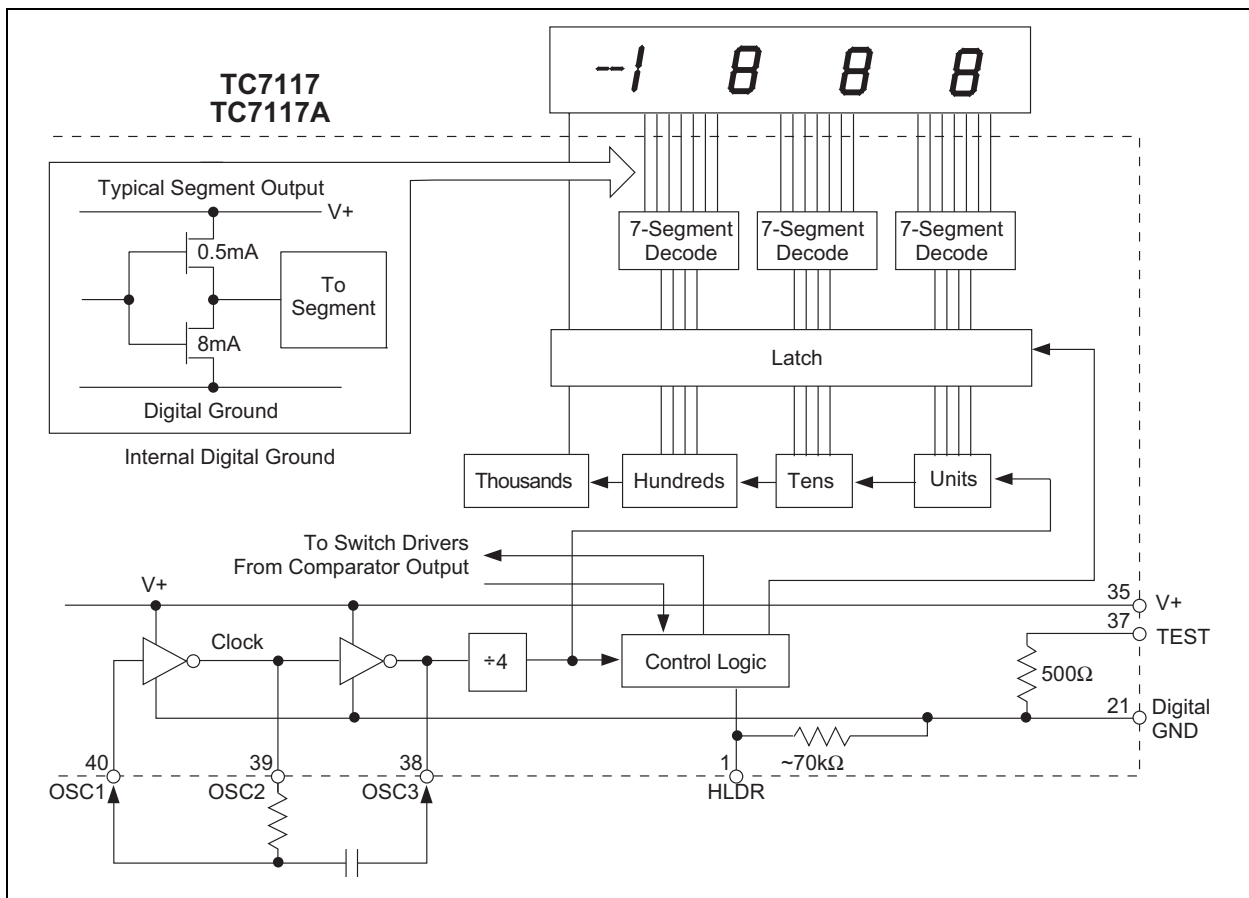 -1 8 8 8
TC7117
TC7117A
Typical Segment Output
V+
0.5mA
To
Segment
8mA
Digital Ground
Internal Digital Ground
7-Segment
Decode
7-Segment
Decode
7-Segment
Decode
Latch
Thousands
Hundreds
Tens
Units
To Switch Drivers
From Comparator Output
V+
Clock
÷4
Control Logic
35
V+
37
TEST
500Ω
21
Digital
GND
~70kΩ
40
OSC1
39
OSC2
38
OSC3
1
HLDR